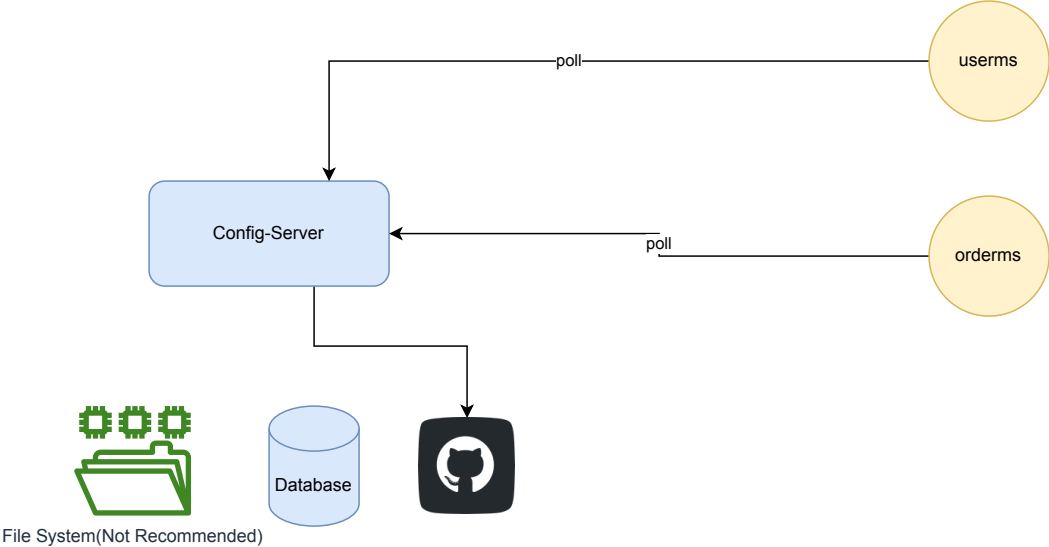 poll
userms
Config-Server
poll
orderms
Database
File System(Not Recommended)